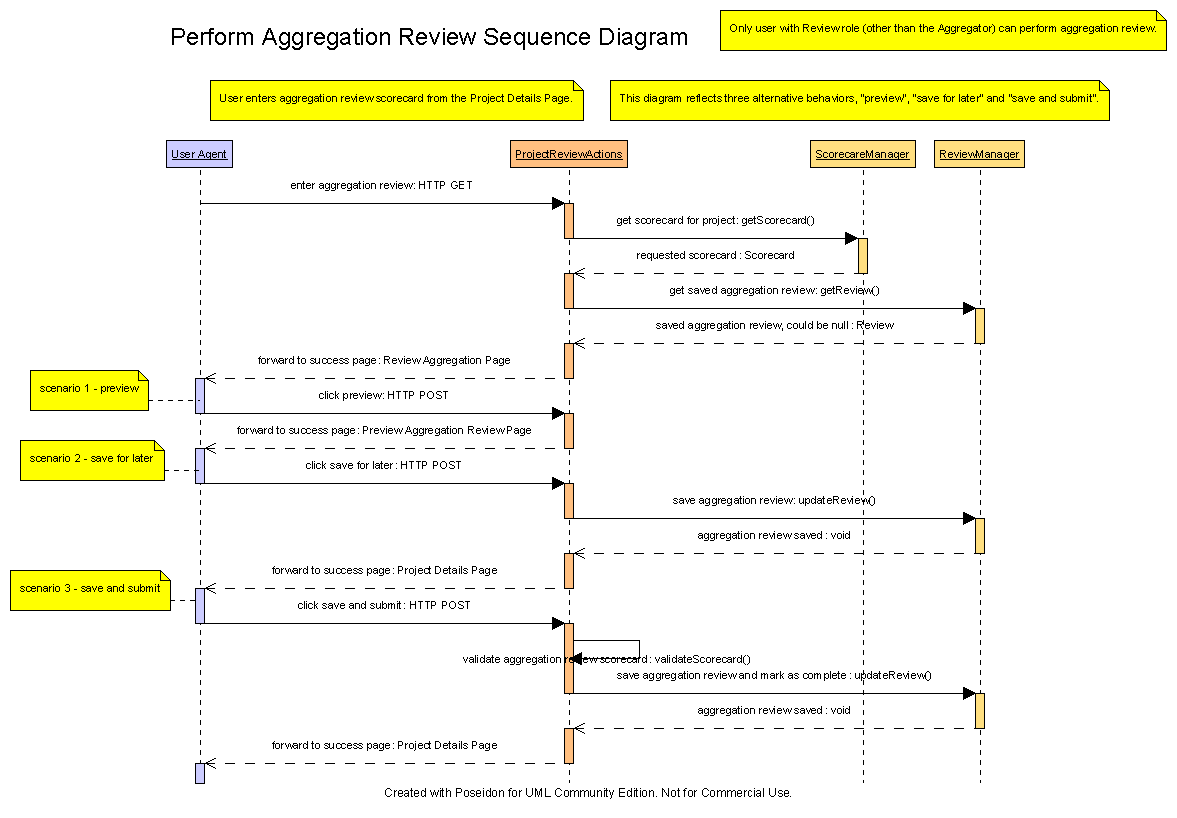 Only user with Review role (other than the Aggregator) can perform aggregation review.
Perform Aggregation Review Sequence Diagram
User enters aggregation review scorecard from the Project Details Page.
This diagram reflects three alternative behaviors, "preview", "save for later" and "save and submit".
User Agent
ProjectReviewActions
ScorecareManager
ReviewManager
enter aggregation review: HTTP GET
get scorecard for project: getScorecard()
requested scorecard : Scorecard
get saved aggregation review: getReview()
saved aggregation review, could be null : Review
forward to success page : Review Aggregation Page
scenario 1 - preview
click preview: HTTP POST
forward to success page : Preview Aggregation Review Page
scenario 2 - save for later
click save for later : HTTP POST
save aggregation review: updateReview()
aggregation review saved : void
forward to success page : Project Details Page
scenario 3 - save and submit
click save and submit : HTTP POST
validate aggregation review scorecard : validateScorecard()
save aggregation review and mark as complete : updateReview()
aggregation review saved : void
forward to success page : Project Details Page
Created with Poseidon for UML Community Edition. Not for Commercial Use.